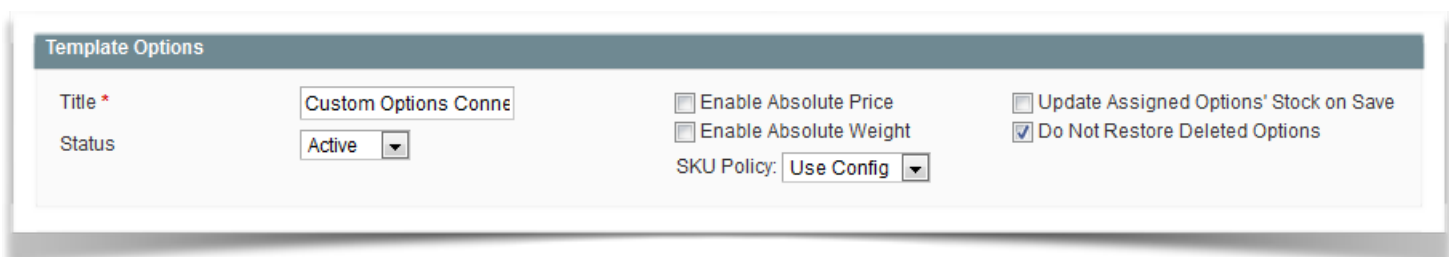 Template Options
Title *
Custom Options Conne
Status
Active
Enable Absolute Price
Enable Absolute Weight
SKU Policy: Use Config
Update Assigned Options' Stock on Save
Do Not Restore Deleted Options